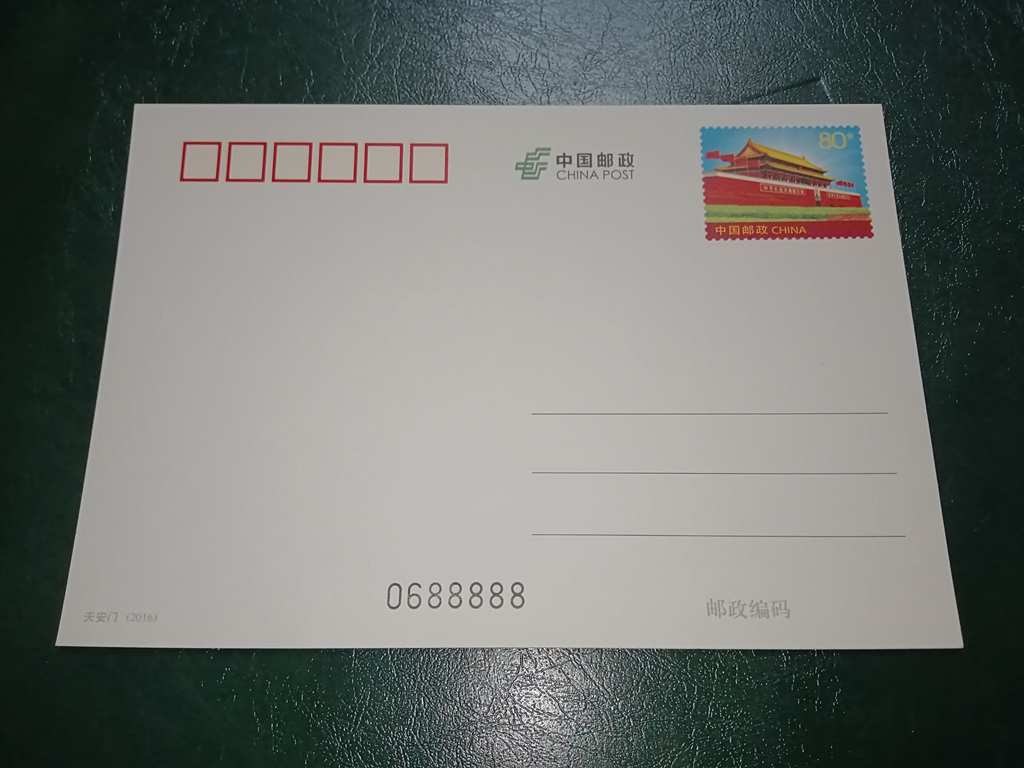 中国邮政
CHINA POST
80分
中国邮政 CHINA
0688888
天安门 (2016)
邮政编码